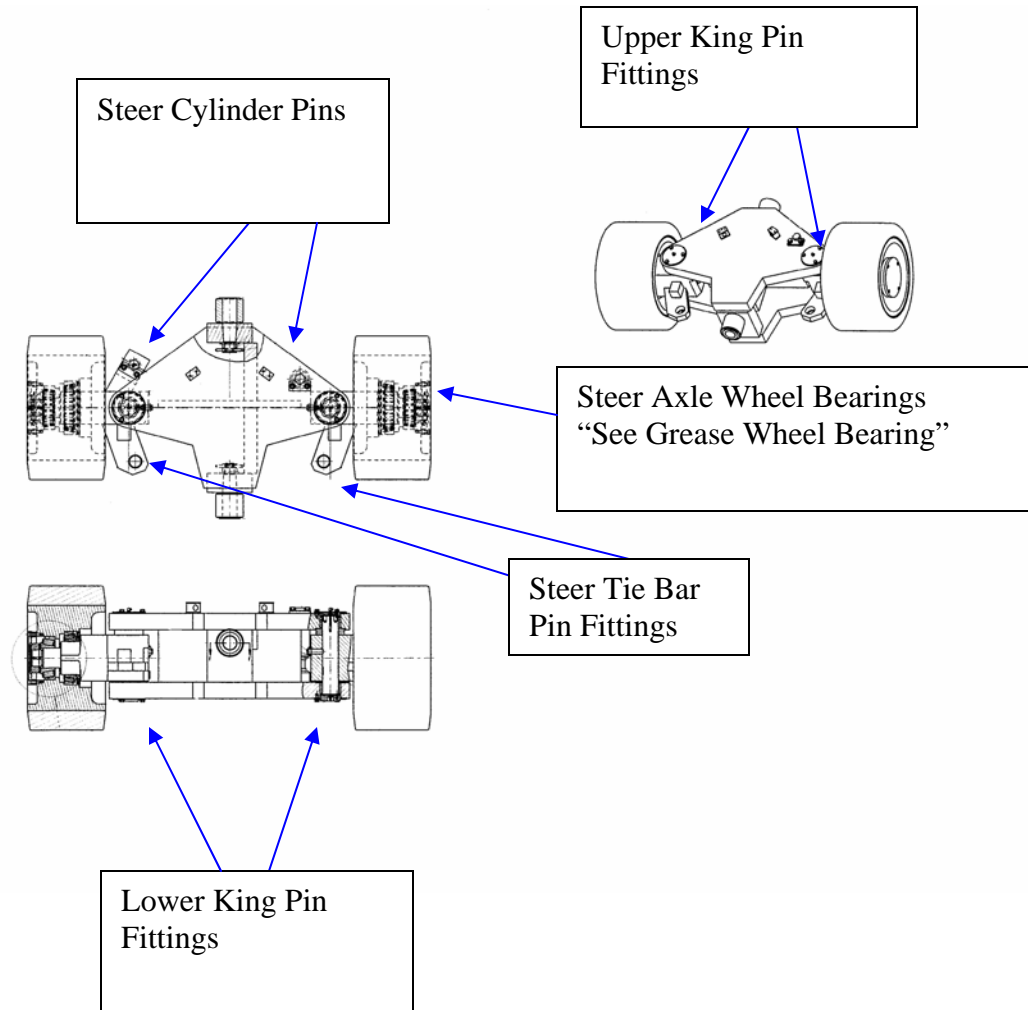 Upper King Pin
Fittings
Steer Cylinder Pins
Steer Axle Wheel Bearings
“See Grease Wheel Bearing”
Steer Tie Bar
Pin Fittings
Lower King Pin
Fittings